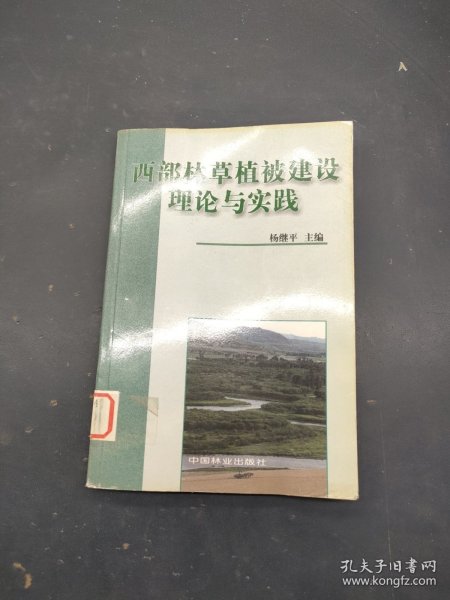 西部林草植被建设
理论与实践
杨继平 主编
中国林业出版社
孔夫子旧书网
www.kongfz.com